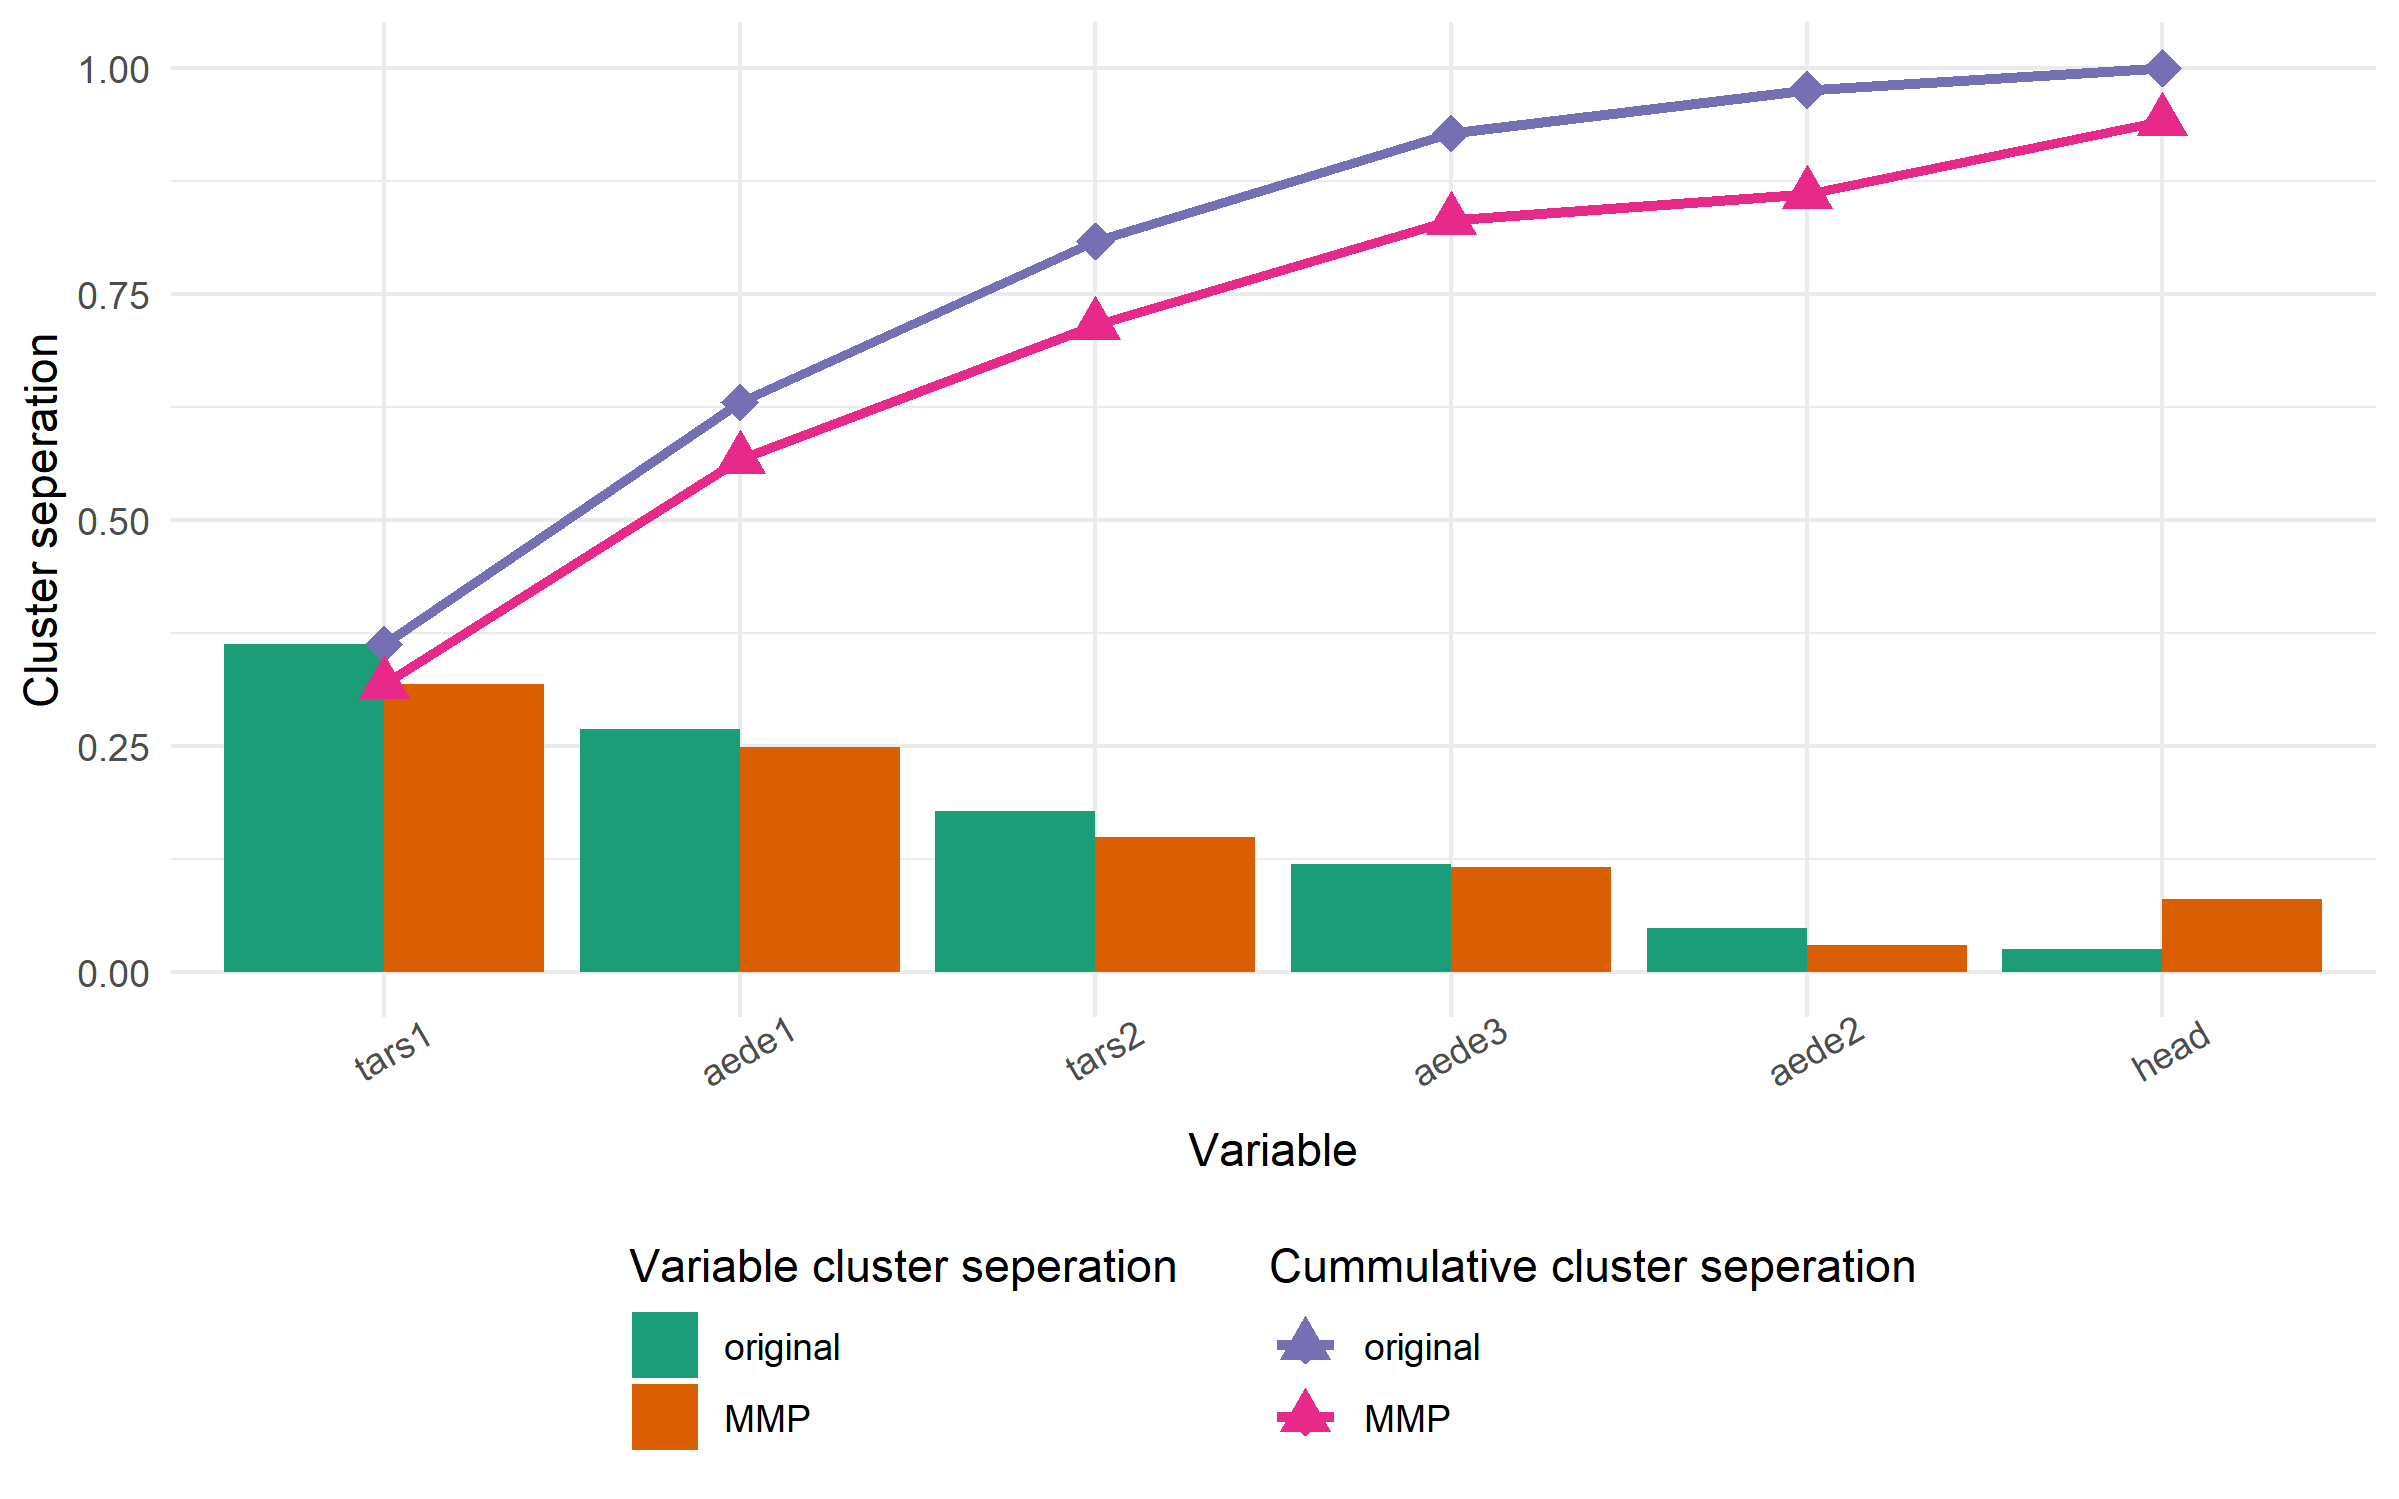 1.00
0.75
0.50
0.25
0.00
Cluster seperation
tars1
aede1
tars2
aede3
aede2
head
Variable
Variable cluster seperation
original
MMP
Cummulative cluster seperation
original
MMP